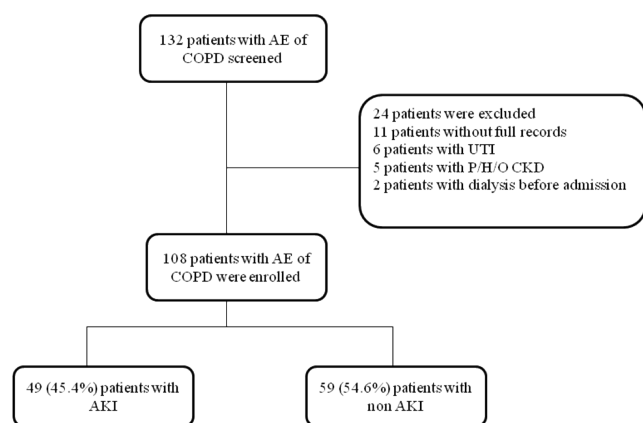 132 patients with AE of
COPD screened
24 patients were excluded
11 patients without full records
6 patients with UTI
5 patients with P/H/O CKD
2 patients with dialysis before admission
108 patients with AE of
COPD were enrolled
49 (45.4%) patients with
AKI
59 (54.6%) patients with
non AKI